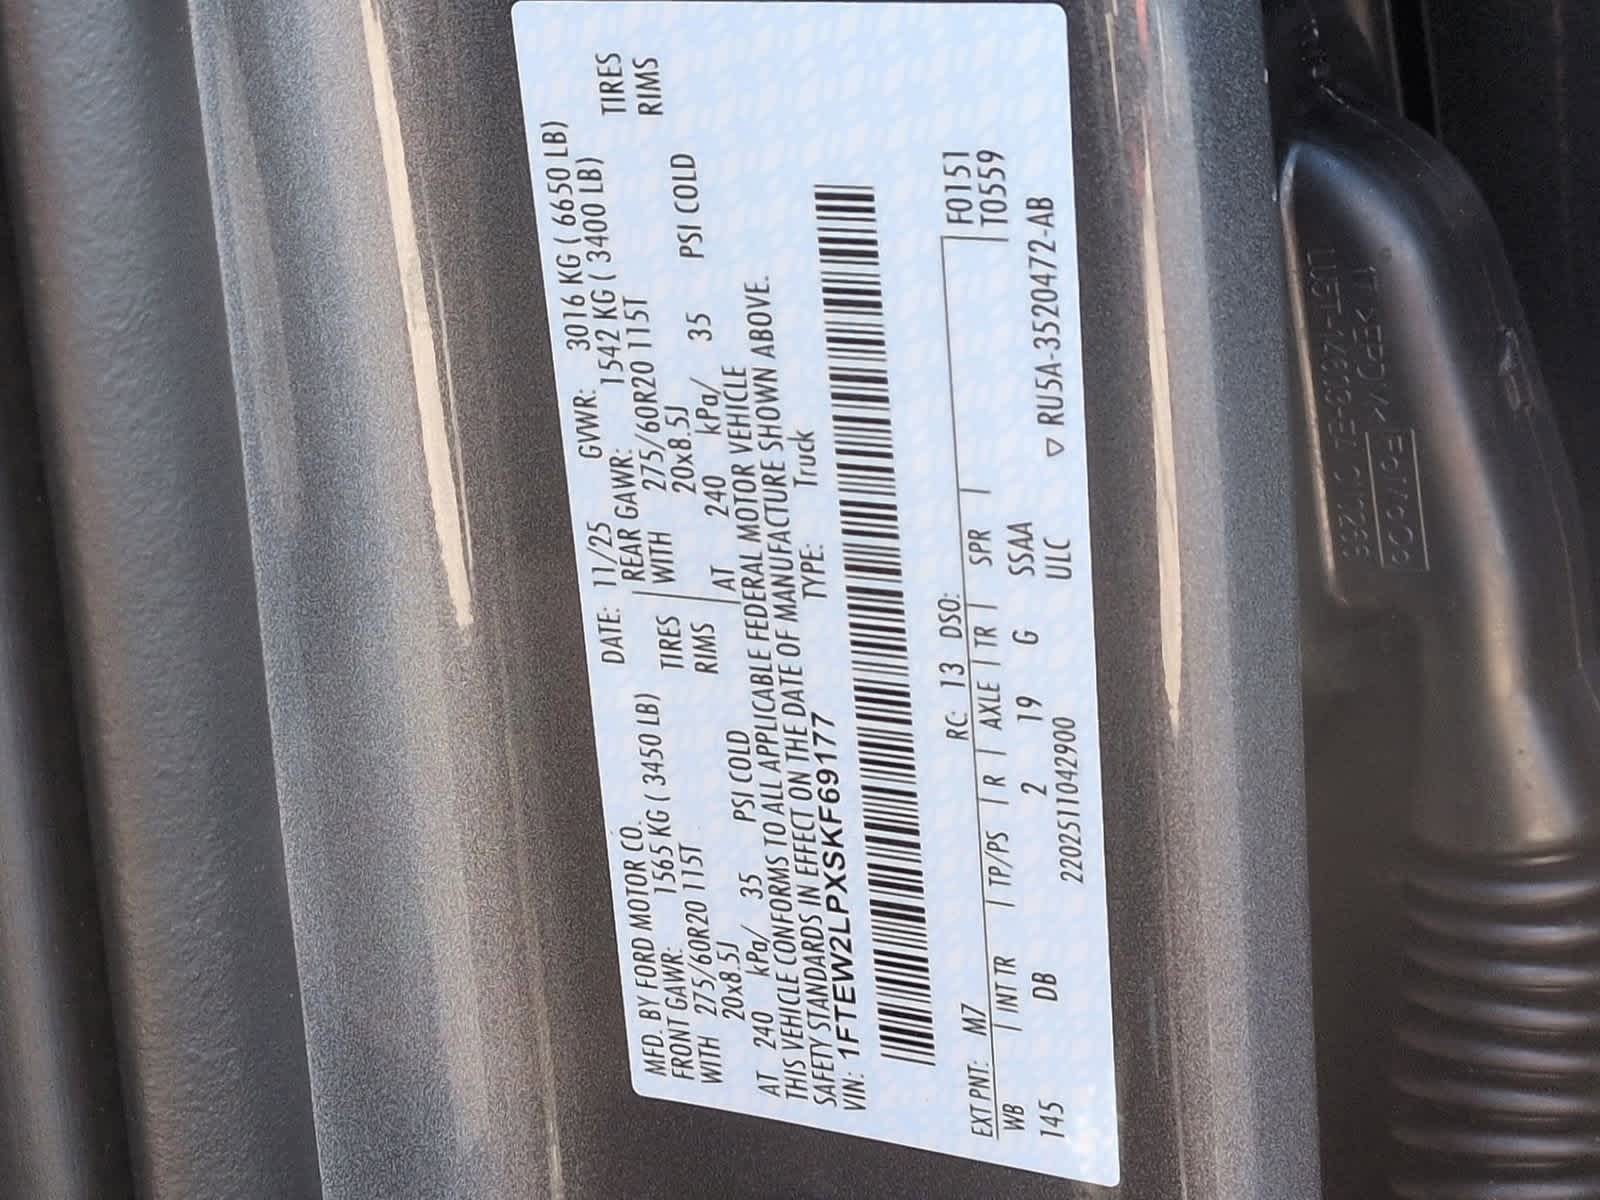 MFD. BY FORD MOTOR CO.
DATE: 11/25 GVWR: 3016 KG ( 6650 LB)
FRONT GAWR: 1565 KG ( 3450 LB)
REAR GAWR: 1542 KG ( 3400 LB)
WITH 275/60R20 115T TIRES
WITH 275/60R20 115T TIRES
20x8.5J RIMS
20x8.5J RIMS
AT 240 kPa/ 35 PSI COLD
AT 240 kPa/ 35 PSI COLD
THIS VEHICLE CONFORMS TO ALL APPLICABLE FEDERAL MOTOR VEHICLE
SAFETY STANDARDS IN EFFECT ON THE DATE OF MANUFACTURE SHOWN ABOVE.
VIN: 1FTEW2LPXSKF69177 TYPE: Truck
EXT PNT: M7 RC: 13 DSO: F0151
WB INT TR TP/PS R AXLE TR SPR T0559
145 DB 2 19 G SSAA
2202511042900 ULC ▽ RU5A-3520472-AB